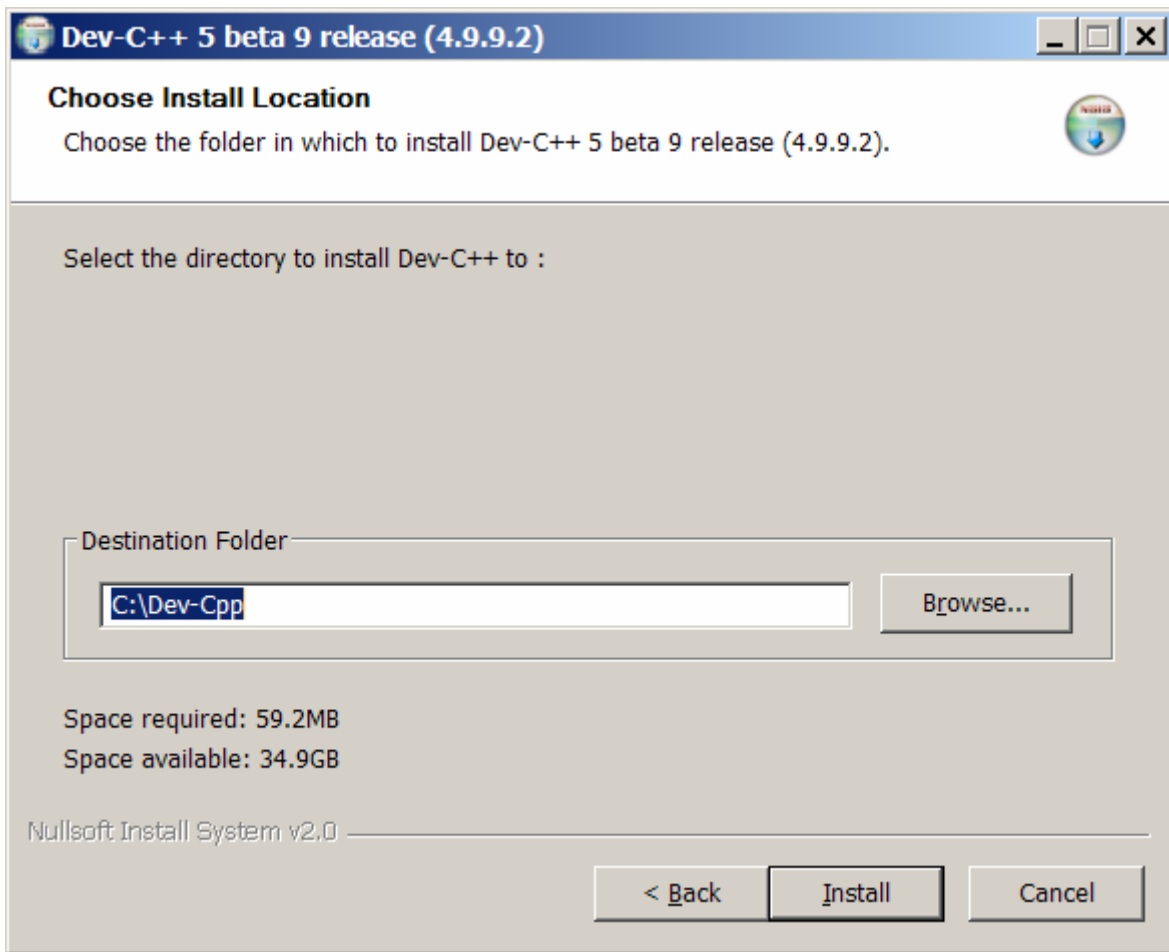 Dev-C++ 5 beta 9 release (4.9.9.2)
Choose Install Location
Choose the folder in which to install Dev-C++ 5 beta 9 release (4.9.9.2).
Select the directory to install Dev-C++ to :
Destination Folder
C:\Dev-Cpp
Browse...
Space required: 59.2MB
Space available: 34.9GB
Nullsoft Install System v2.0
< Back
Install
Cancel